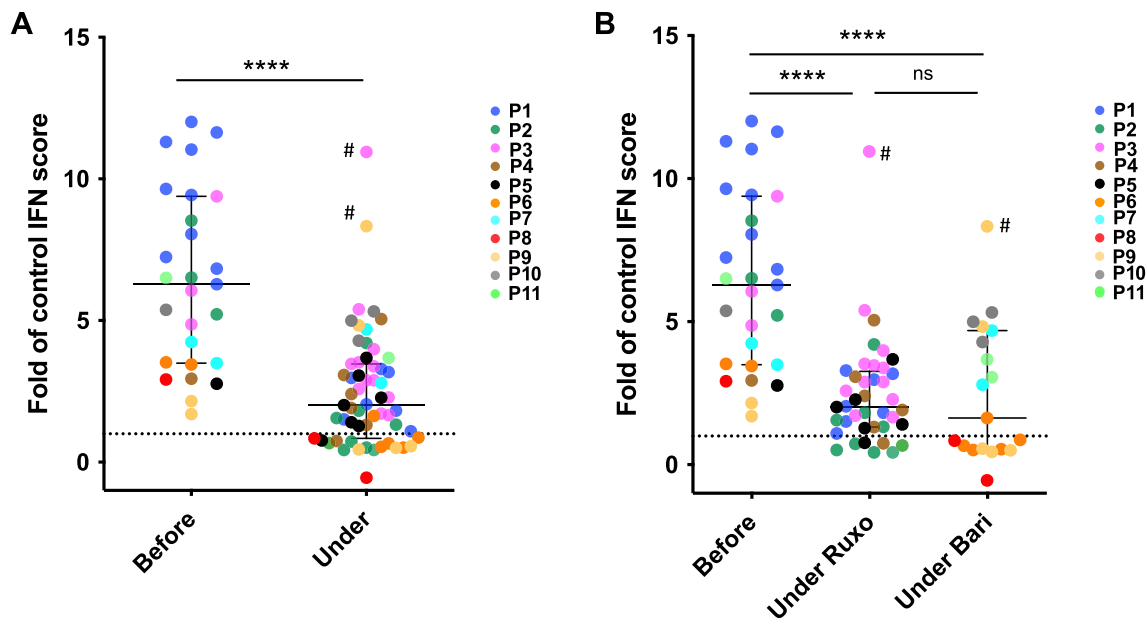 A
Fold of control IFN score
15
10
5
0
****
#
#
Before
Under
P1
P2
P3
P4
P5
P6
P7
P8
P9
P10
P11
B
Fold of control IFN score
15
10
5
0
****
****
ns
#
#
Before
Under Ruxo
Under Bari
P1
P2
P3
P4
P5
P6
P7
P8
P9
P10
P11